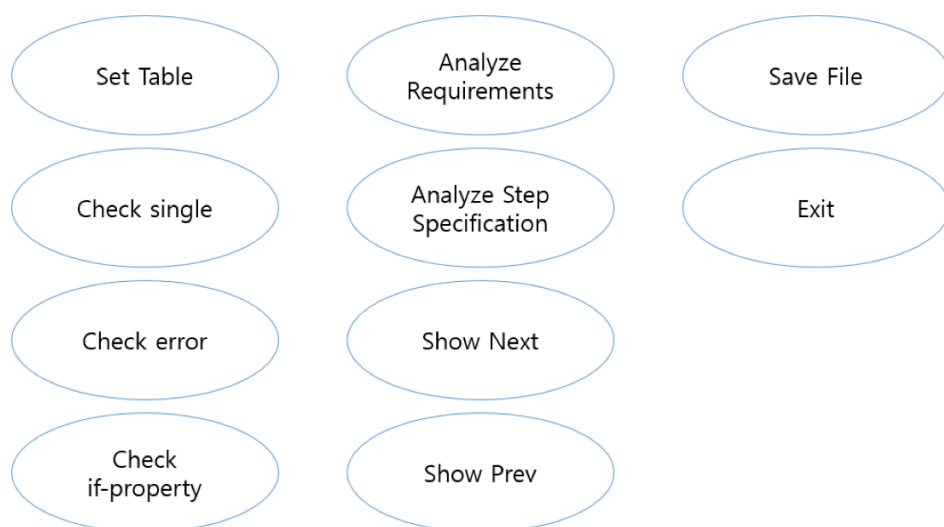 Set Table
Analyze
Requirements
Save File
Check single
Analyze Step
Specification
Exit
Check error
Show Next
Check
if-property
Show Prev